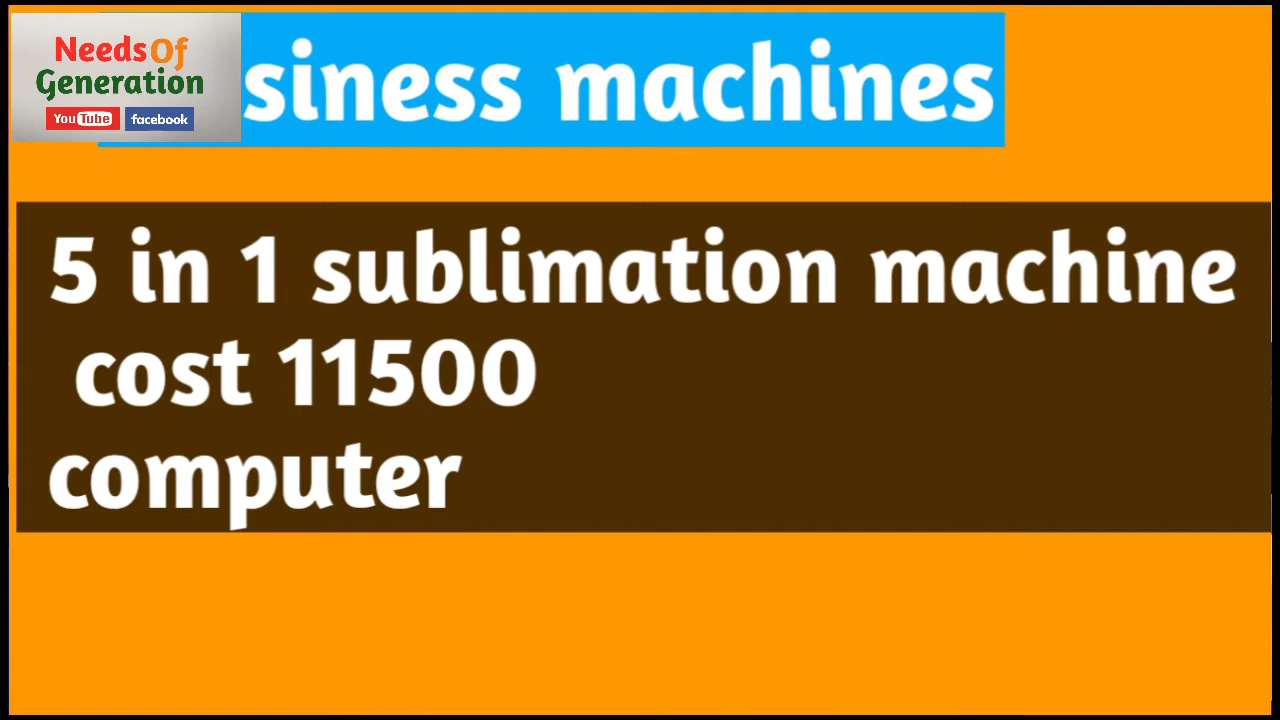 Needs Of
Generation
YouTube facebook
siness machines
5 in 1 sublimation machine
cost 11500
computer